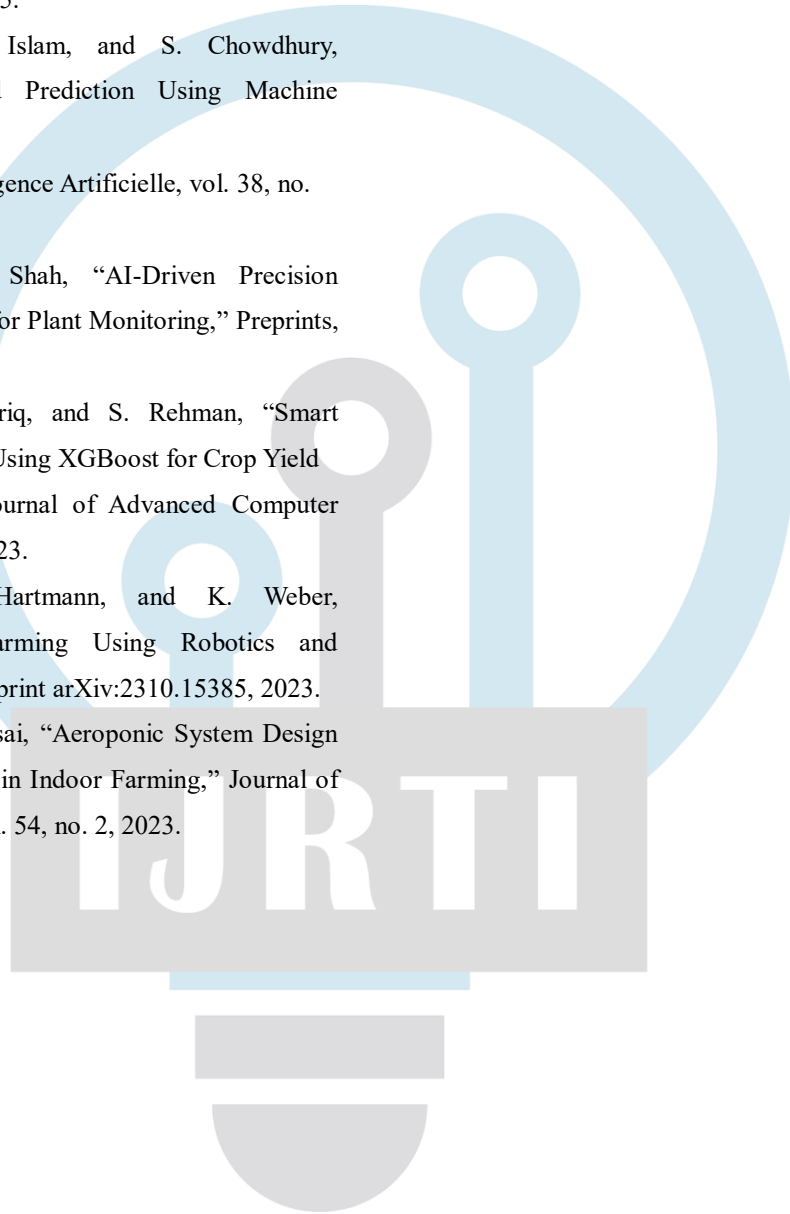 Islam, and S. Chowdhury,
Prediction Using Machine
gence Artificielle, vol. 38, no.
Shah, “AI-Driven Precision
for Plant Monitoring,” Preprints,
riq, and S. Rehman, “Smart
Using XGBoost for Crop Yield
ournal of Advanced Computer
23.
Hartmann, and K. Weber,
arming Using Robotics and
print arXiv:2310.15385, 2023.
sai, “Aeroponic System Design
in Indoor Farming,” Journal of
. 54, no. 2, 2023.
IJRTI